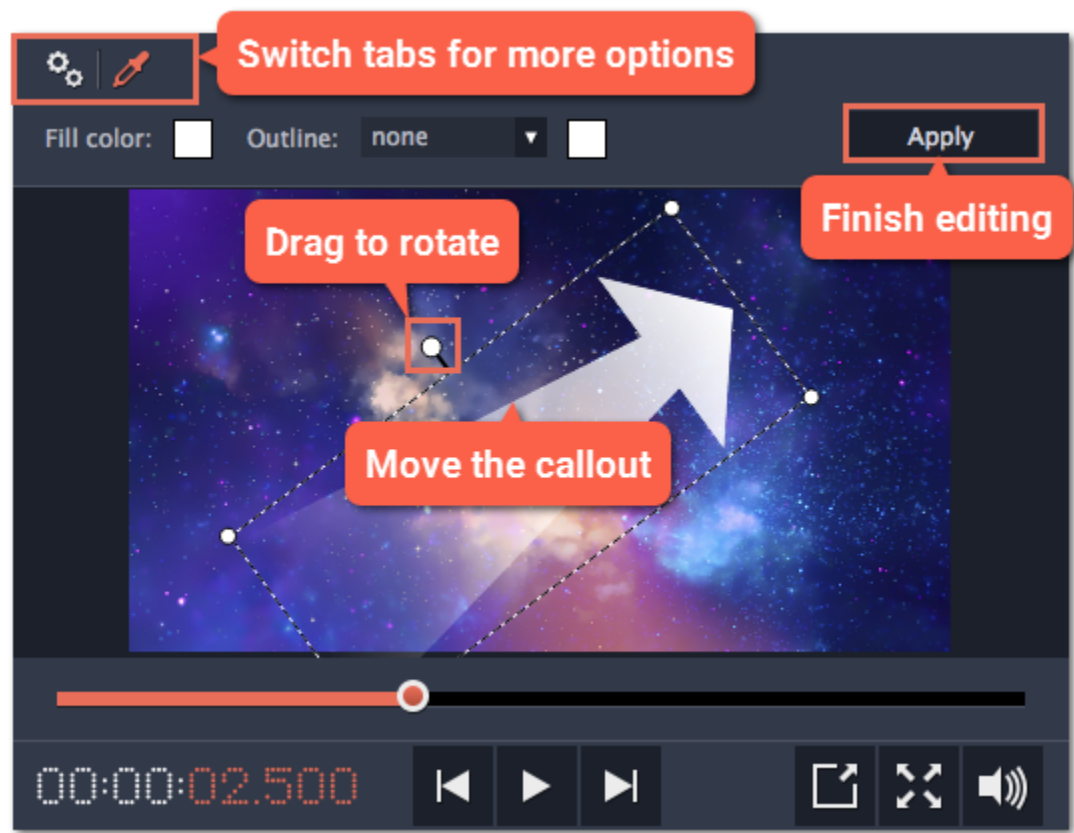 Switch tabs for more options
Fill color: Outline: none Apply
Finish editing
Drag to rotate
Move the callout
00:00:02.500